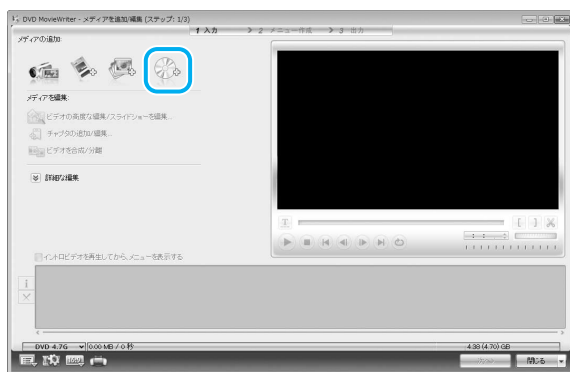 DVD MovieWriter - メディアを追加/編集 (ステップ: 1/3)
1 入力 > 2 メニュー作成 > 3 出力
メディアの追加:
メディアを編集:
ビデオの高度な編集/スライドショーを編集...
チャプタの追加/編集...
ビデオを合成/分離
詳細な編集
イントロビデオを再生してから、メニューを表示する
DVD 4.7G 0.00 MB / 0 秒 4.38 (4.70) GB
閉じる